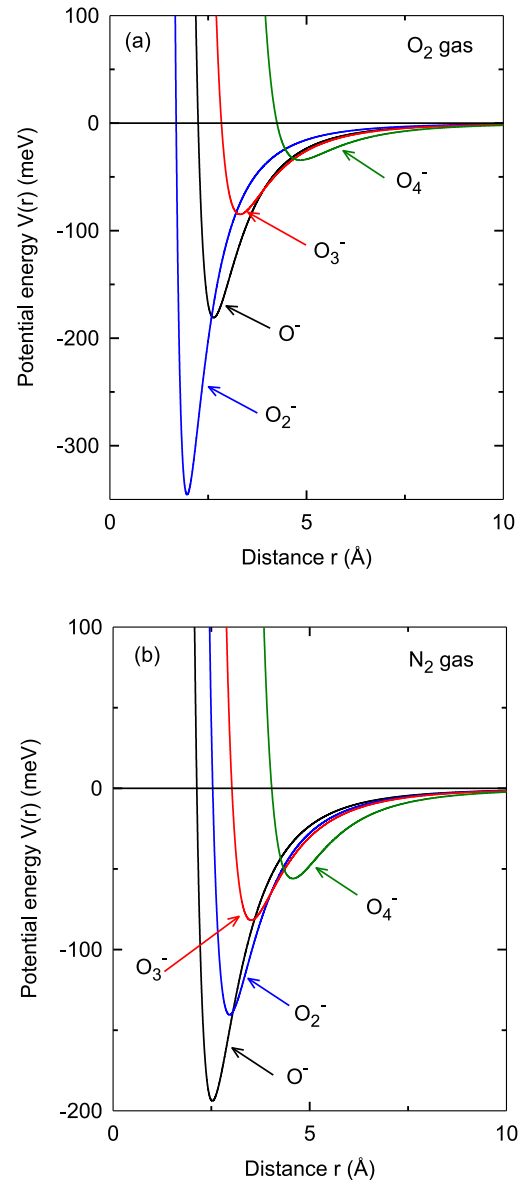 100
(a)
O₂ gas
0
O₄⁻
O₃⁻
-100
O⁻
-200
O₂⁻
-300
Potential energy V(r) (meV)
0 5 10
Distance r (Å)
100
(b)
N₂ gas
0
O₄⁻
-100
O₃⁻
O₂⁻
O⁻
-200
Potential energy V(r) (meV)
0 5 10
Distance r (Å)